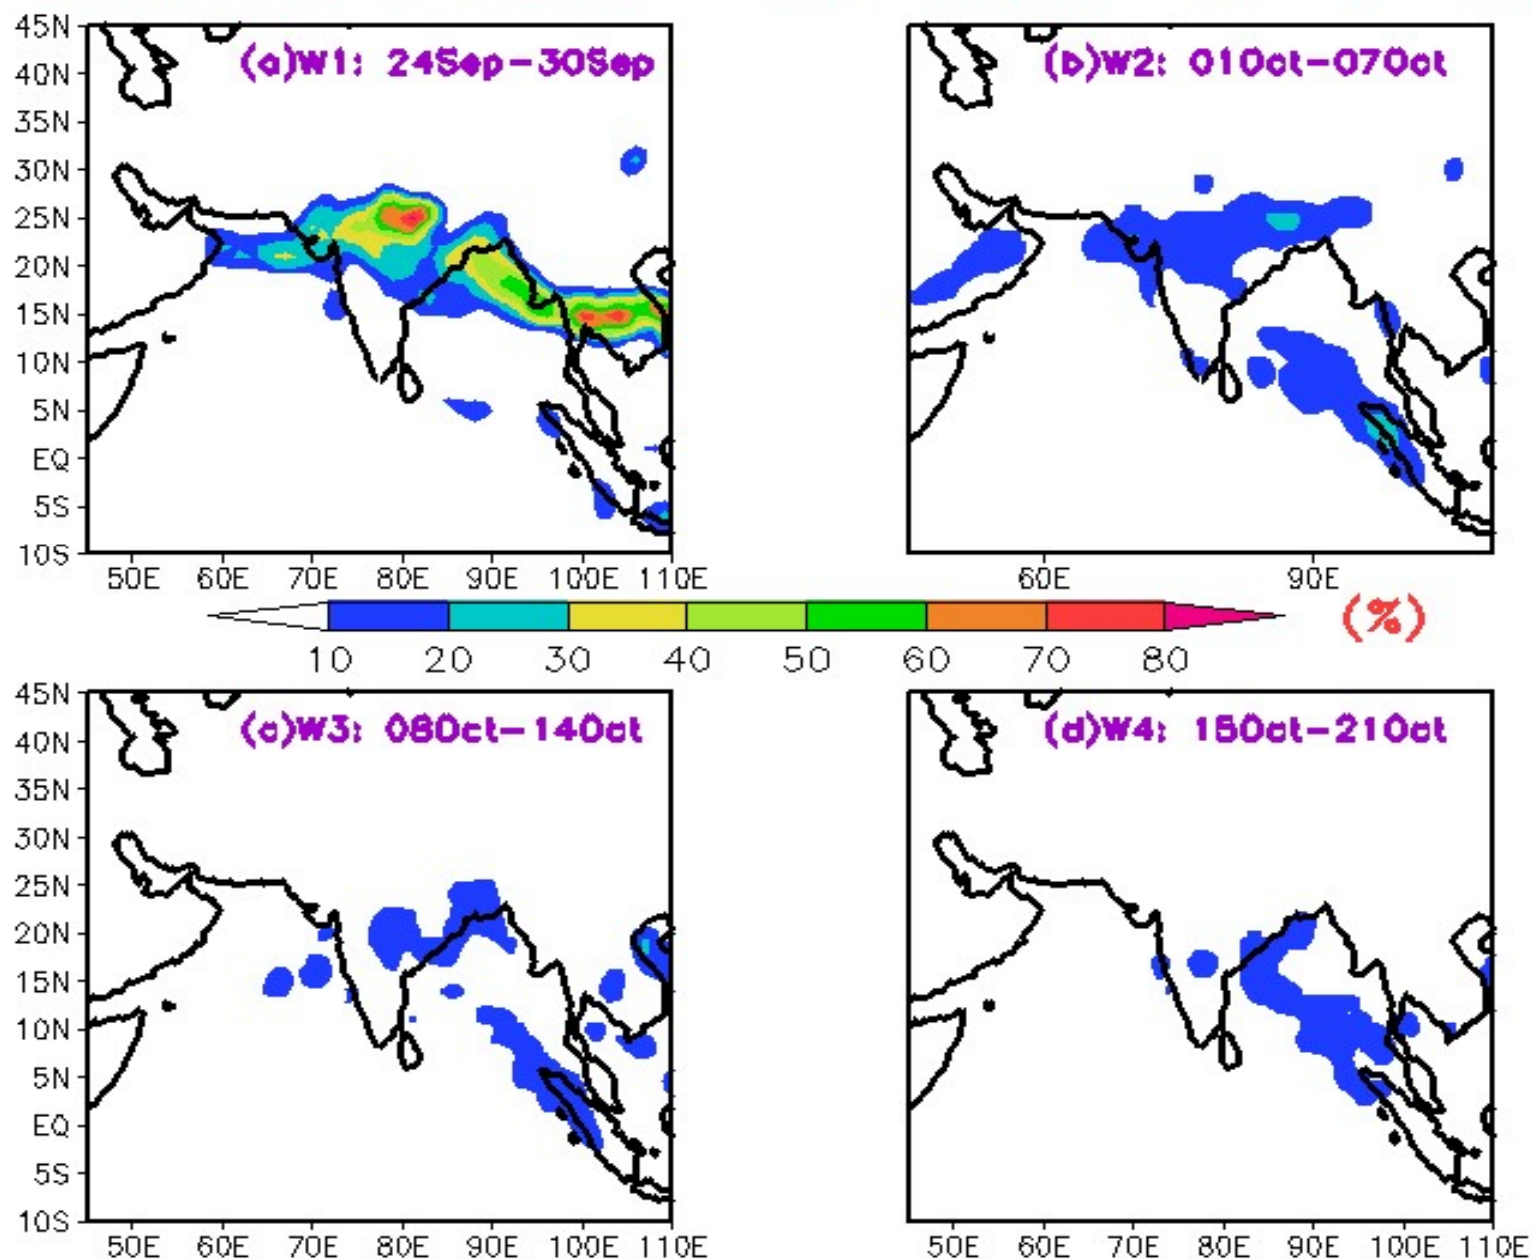 45N
40N
35N
30N
25N
20N
15N
10N
5N
EQ
5S
10S
(a)W1: 24Sep-30Sep
50E 60E 70E 80E 90E 100E 110E
(b)W2: 01Oct-07Oct
60E 90E
10 20 30 40 50 60 70 80
(%)
45N
40N
35N
30N
25N
20N
15N
10N
5N
EQ
5S
10S
(c)W3: 08Oct-14Oct
50E 60E 70E 80E 90E 100E 110E
(d)W4: 15Oct-21Oct
50E 60E 70E 80E 90E 100E 110E